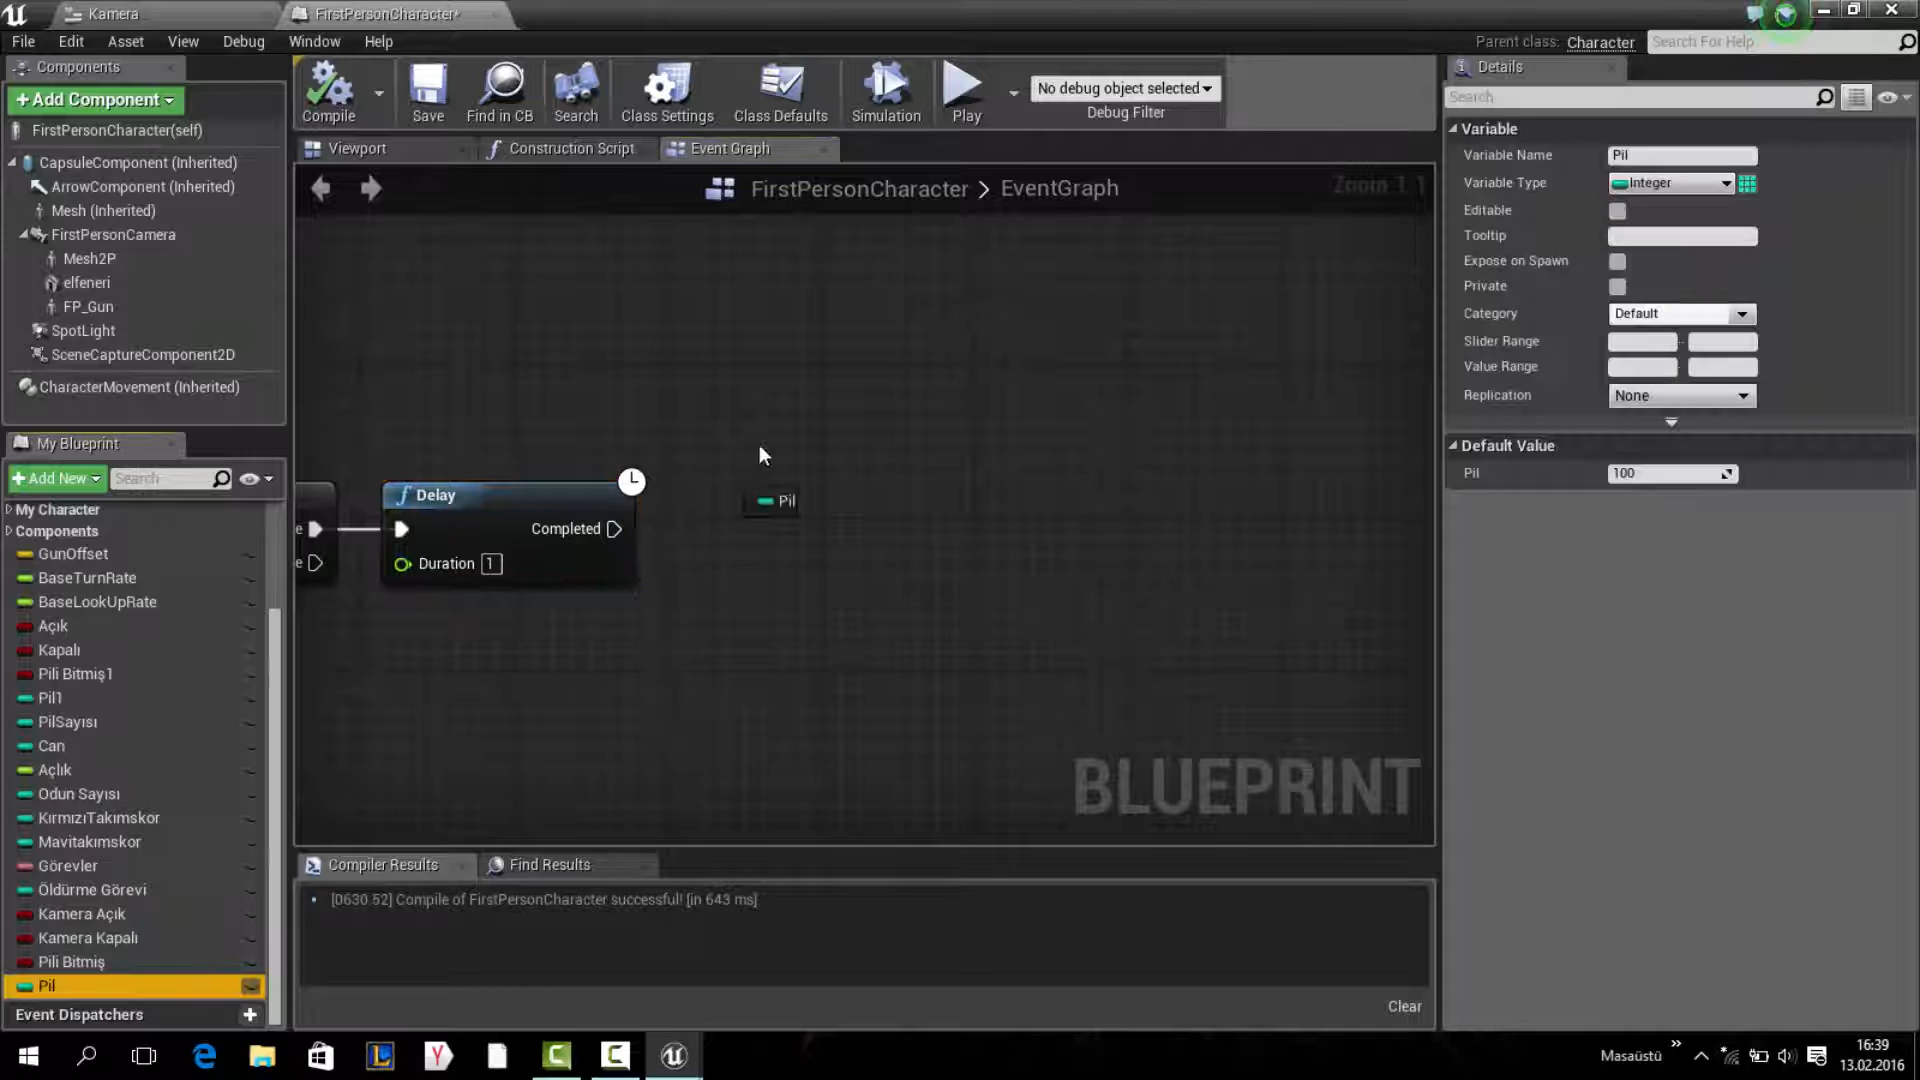 Kamera
FirstPersonCharacter*
File Edit Asset View Debug Window Help
Parent class: Character
Search For Help
Components
+Add Component
FirstPersonCharacter(self)
CapsuleComponent (Inherited)
ArrowComponent (Inherited)
Mesh (Inherited)
FirstPersonCamera
Mesh2P
elfeneri
FP_Gun
SpotLight
SceneCaptureComponent2D
CharacterMovement (Inherited)
My Blueprint
+Add New
Search
My Character
Components
GunOffset
BaseTurnRate
BaseLookUpRate
Açık
Kapalı
Pili Bitmiş1
Pil1
PilSayısı
Can
Açlık
Odun Sayısı
KırmızıTakımskor
Mavitakımskor
Görevler
Öldürme Görevi
Kamera Açık
Kamera Kapalı
Pili Bitmiş
Pil
Event Dispatchers
Compile
Save
Find in CB
Search
Class Settings
Class Defaults
Simulation
Play
No debug object selected
Debug Filter
Viewport
Construction Script
Event Graph
FirstPersonCharacter > EventGraph
Zoom 1:1
f Delay
e
Completed
e
Duration 1
Pil
BLUEPRINT
Compiler Results
Find Results
[0630.52] Compile of FirstPersonCharacter successful! [in 643 ms]
Clear
Details
Search
Variable
Variable Name Pil
Variable Type Integer
Editable
Tooltip
Expose on Spawn
Private
Category Default
Slider Range
Value Range
Replication None
Default Value
Pil 100
Masaüstü
16:39
13.02.2016